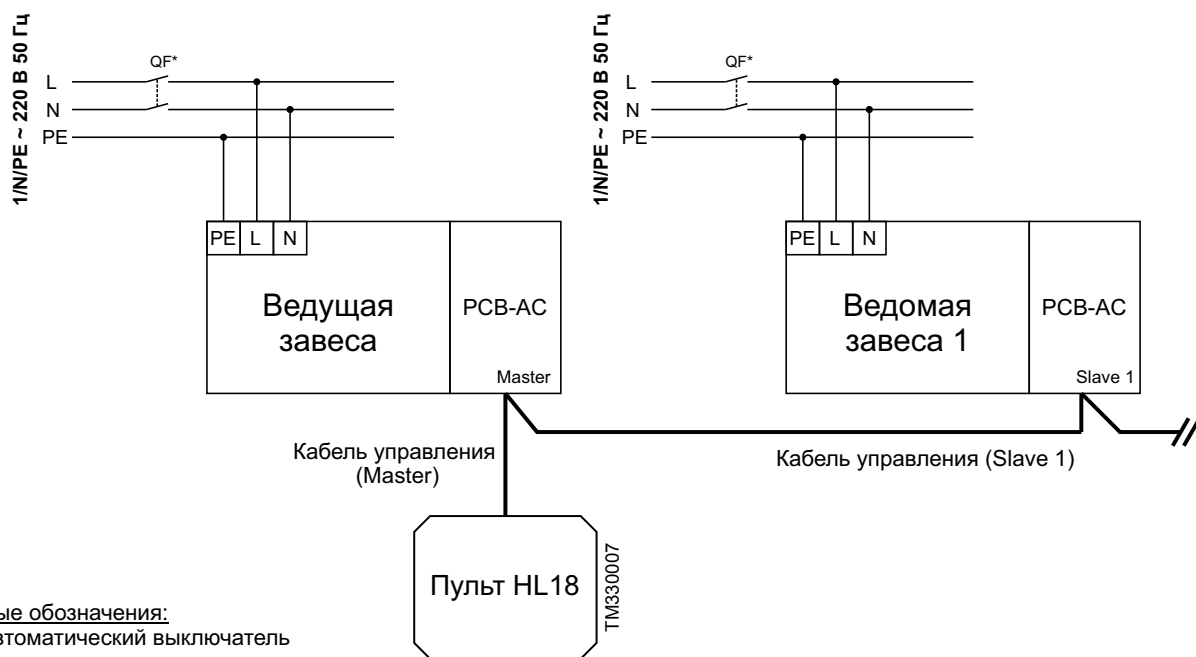 1/N/PE ~ 220 В 50 Гц
QF*
L
N
PE
PE L N
Ведущая
завеса
PCB-AC
Master
1/N/PE ~ 220 В 50 Гц
QF*
L
N
PE
PE L N
Ведомая
завеса 1
PCB-AC
Slave 1
Кабель управления
(Master)
Кабель управления (Slave 1)
Пульт HL18
TM330007
ые обозначения:
втоматический выключатель